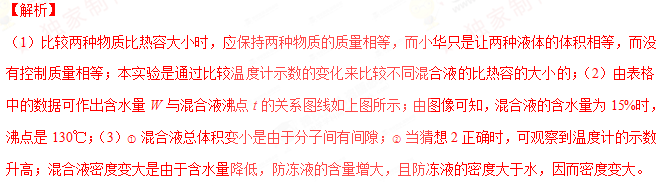 【解析】
（1）比较两种物质比热容大小时，应保持两种物质的质量相等，而小华只是让两种液体的体积相等，而没
有控制质量相等；本实验是通过比较温度计示数的变化来比较不同混合液的比热容的大小的；（2）由表格
中的数据可作出含水量 W 与混合液沸点 t 的关系图线如上图所示；由图像可知，混合液的含水量为 15%时，
沸点是 130℃；（3）① 混合液总体积变小是由于分子间有间隙；② 当猜想 2 正确时，可观察到温度计的示数
升高；混合液密度变大是由于含水量降低，防冻液的含量增大，且防冻液的密度大于水，因而密度变大。